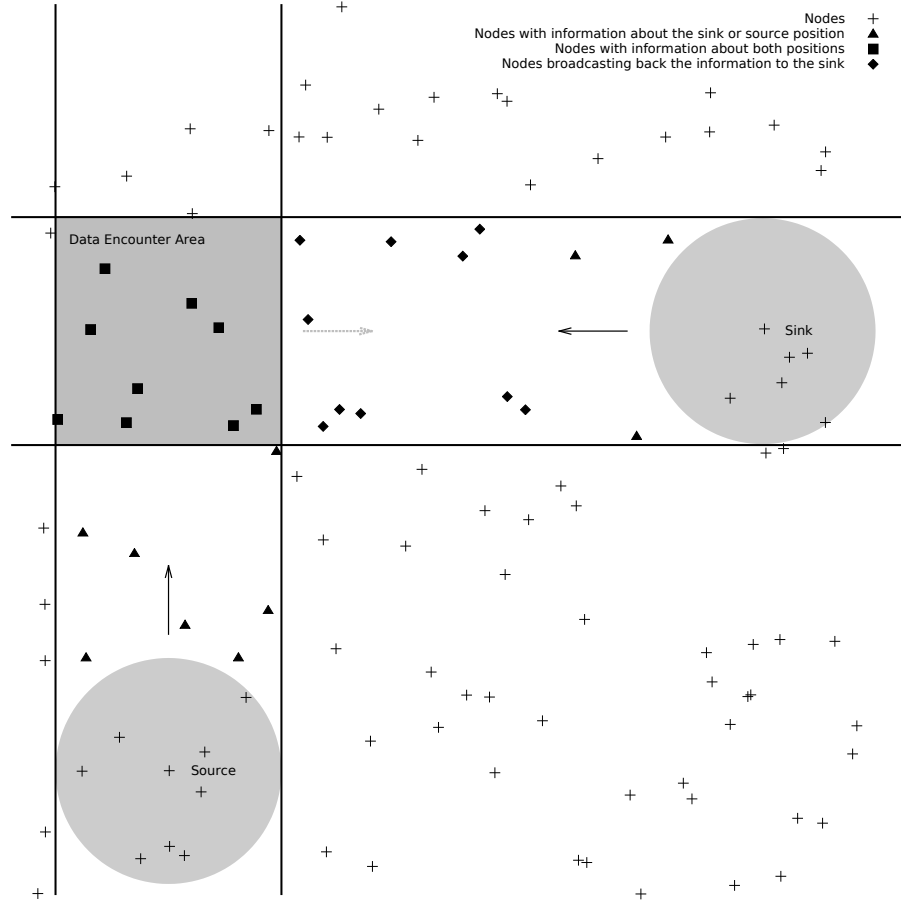 Nodes
Nodes with information about the sink or source position
Nodes with information about both positions
Nodes broadcasting back the information to the sink
Data Encounter Area
Sink
Source